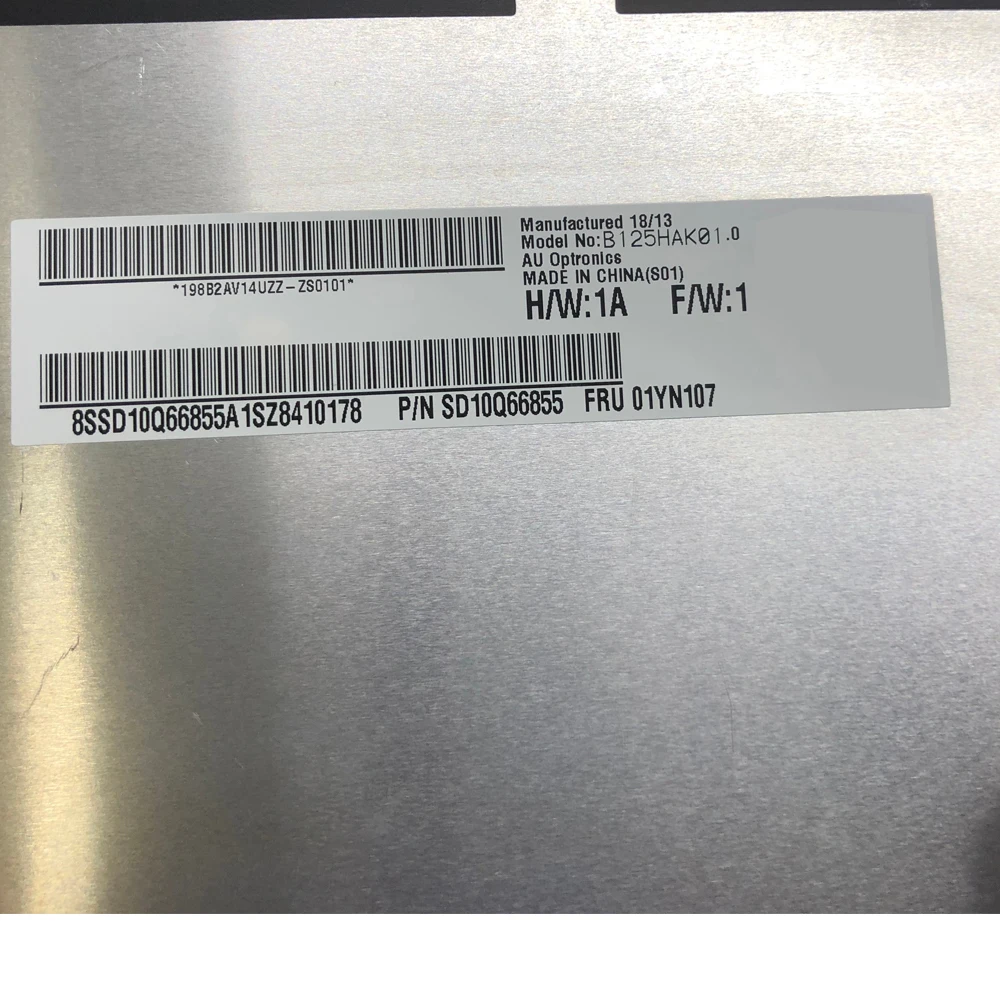 Manufactured 18/13
Model No:B125HAK01.0
AU Optronics
*198B2AV14UZZ-ZS0101*
MADE IN CHINA(S01)
H/W:1A F/W:1
8SSD10Q66855A1SZ8410178 P/N SD10Q66855 FRU 01YN107